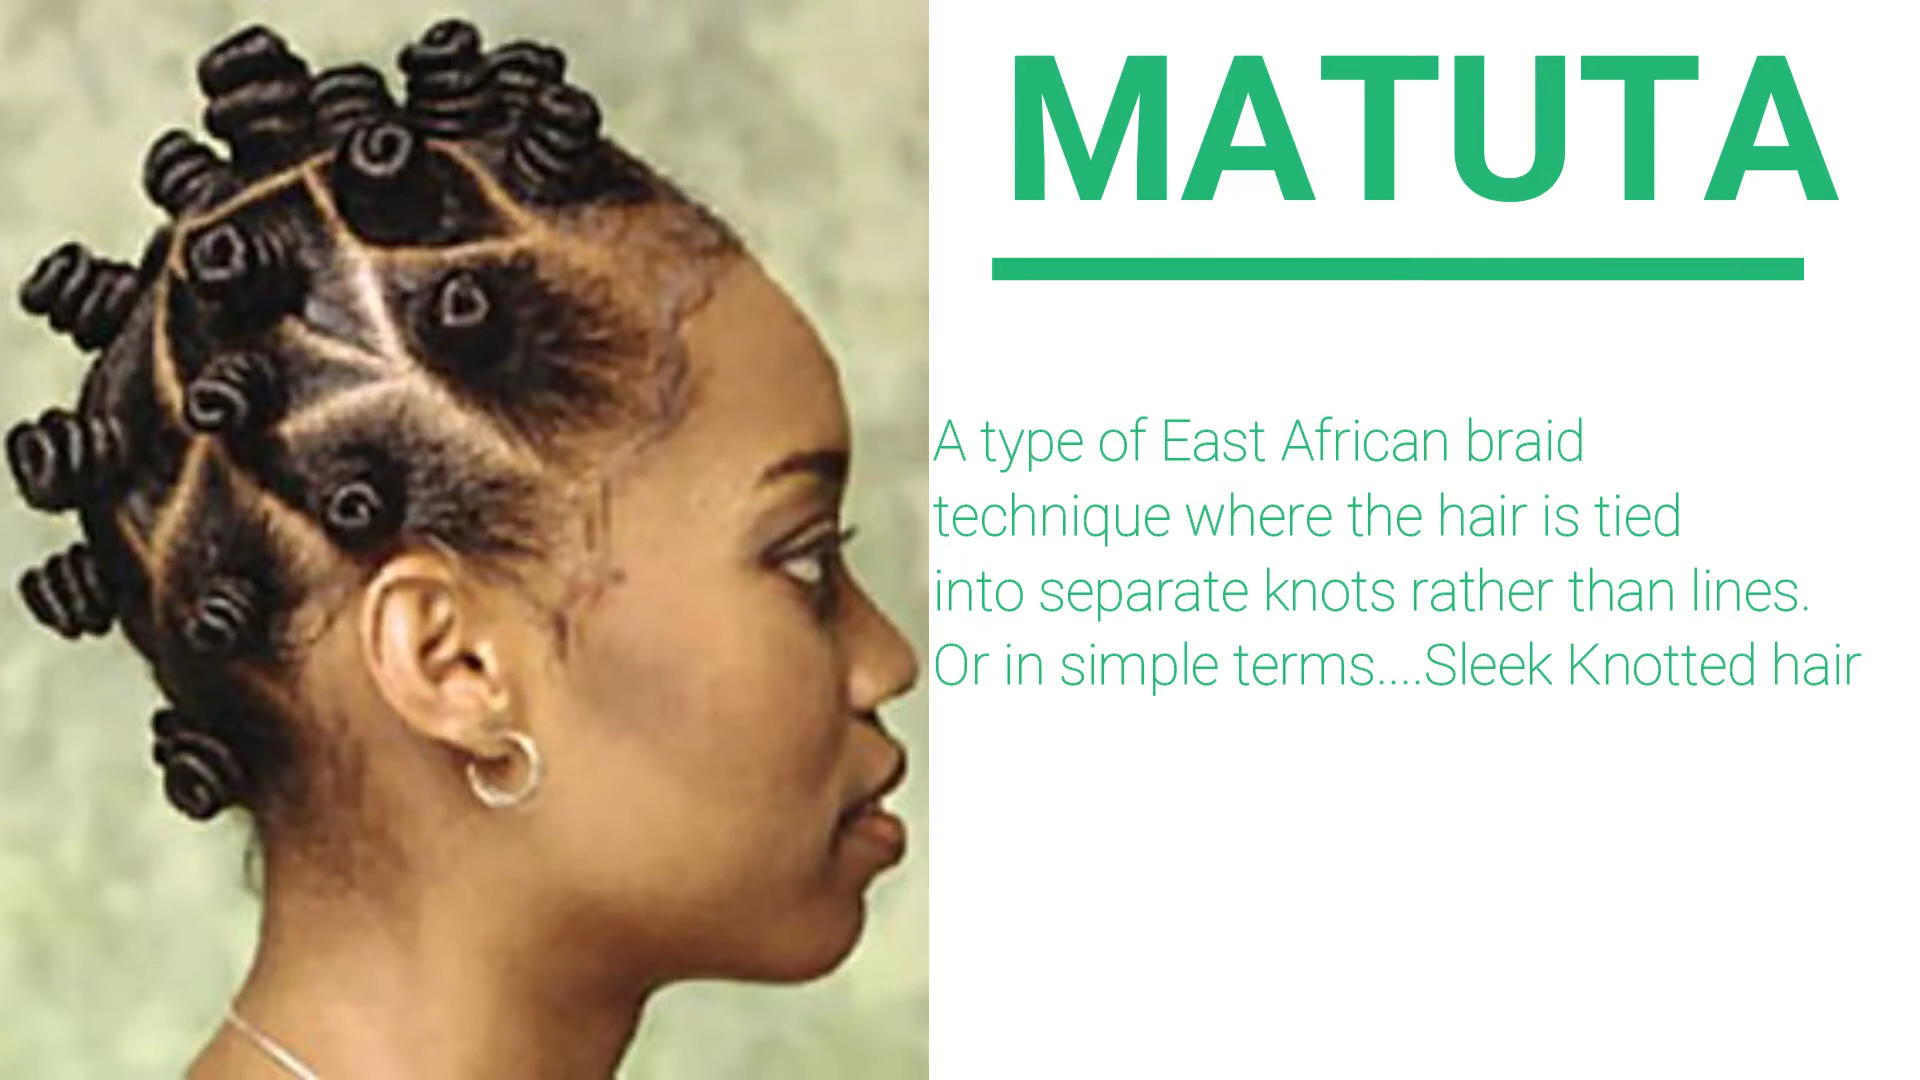 MATUTA
A type of East African braid
technique where the hair is tied
into separate knots rather than lines.
Or in simple terms....Sleek Knotted hair